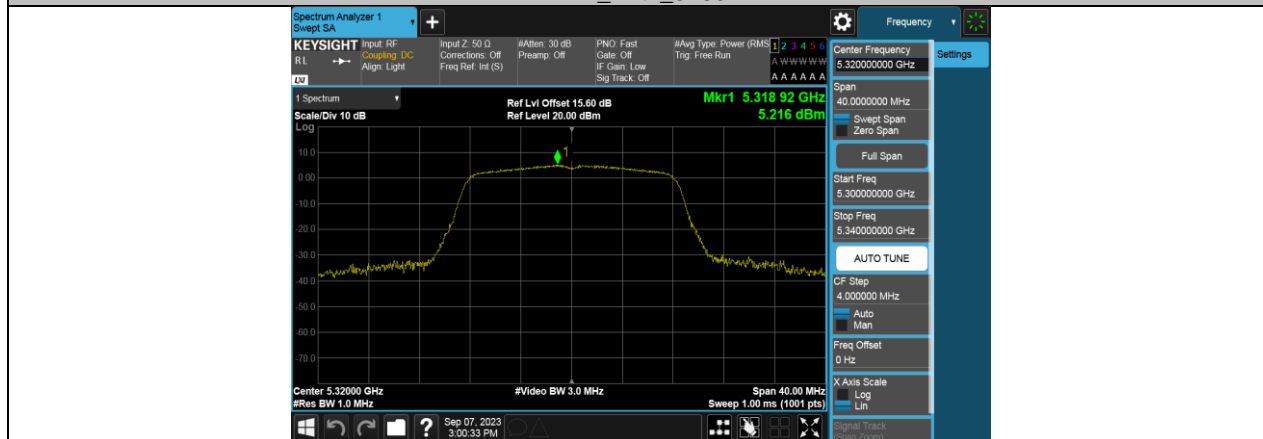 Spectrum Analyzer 1
Swept SA
Frequency
KEYSIGHT
RL
LXI
Input: RF
Coupling: DC
Align: Light
Input Z: 50 Ω
Corrections: Off
Freq Ref: Int (S)
#Atten: 30 dB
Preamp: Off
PNO: Fast
Gate: Off
IF Gain: Low
Sig Track: Off
#Avg Type: Power (RMS
Trig: Free Run
1 2 3 4 5 6
A W W W W W
A A A A A A
Center Frequency
5.320000000 GHz
Settings
1 Spectrum
Scale/Div 10 dB
Ref Lvl Offset 15.60 dB
Ref Level 20.00 dBm
Mkr1 5.318 92 GHz
5.216 dBm
Span
40.0000000 MHz
Swept Span
Zero Span
Full Span
Start Freq
5.300000000 GHz
Stop Freq
5.340000000 GHz
AUTO TUNE
CF Step
4.000000 MHz
Auto
Man
Freq Offset
0 Hz
X Axis Scale
Log
Lin
Signal Track
(Span Zoom)
Log
10.0
0.00
-10.0
-20.0
-30.0
-40.0
-50.0
-60.0
-70.0
1
Center 5.32000 GHz
#Res BW 1.0 MHz
#Video BW 3.0 MHz
Span 40.00 MHz
Sweep 1.00 ms (1001 pts)
?
Sep 07, 2023
3:00:33 PM